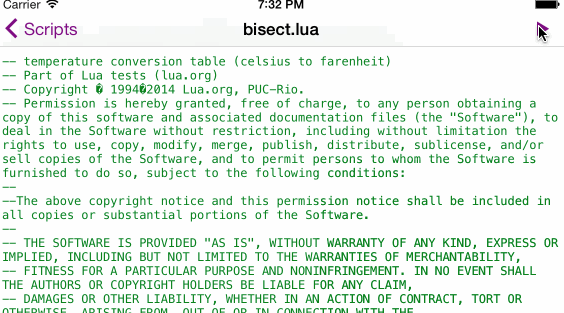 Carrier 7:32 PM
Scripts bisect.lua
-- temperature conversion table (celsius to farenheit)
-- Part of Lua tests (lua.org)
-- Copyright � 1994�2014 Lua.org, PUC-Rio.
-- Permission is hereby granted, free of charge, to any person obtaining a
copy of this software and associated documentation files (the "Software"), to
deal in the Software without restriction, including without limitation the
rights to use, copy, modify, merge, publish, distribute, sublicense, and/or
sell copies of the Software, and to permit persons to whom the Software is
furnished to do so, subject to the following conditions:
--
--The above copyright notice and this permission notice shall be included in
all copies or substantial portions of the Software.
--
-- THE SOFTWARE IS PROVIDED "AS IS", WITHOUT WARRANTY OF ANY KIND, EXPRESS OR
IMPLIED, INCLUDING BUT NOT LIMITED TO THE WARRANTIES OF MERCHANTABILITY,
-- FITNESS FOR A PARTICULAR PURPOSE AND NONINFRINGEMENT. IN NO EVENT SHALL
THE AUTHORS OR COPYRIGHT HOLDERS BE LIABLE FOR ANY CLAIM,
-- DAMAGES OR OTHER LIABILITY, WHETHER IN AN ACTION OF CONTRACT, TORT OR
OTHERWISE, ARISING FROM, OUT OF OR IN CONNECTION WITH THE